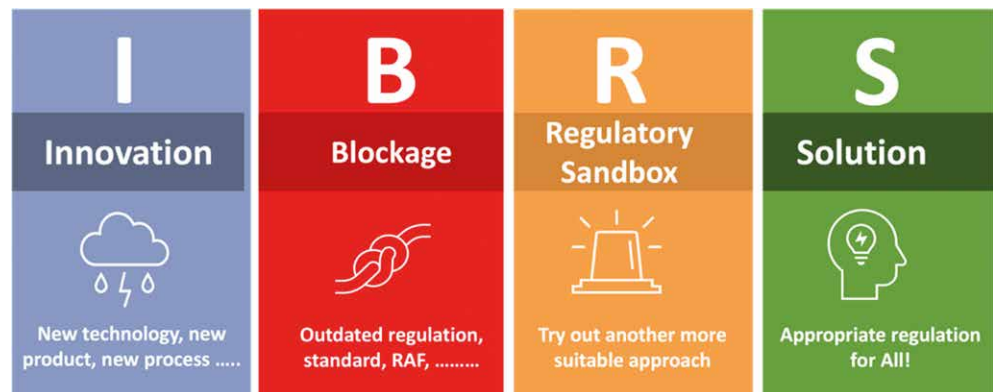 I
Innovation
New technology, new
product, new process .....
B
Blockage
Outdated regulation,
standard, RAF, .........
R
Regulatory
Sandbox
Try out another more
suitable approach
S
Solution
Appropriate regulation
for All!